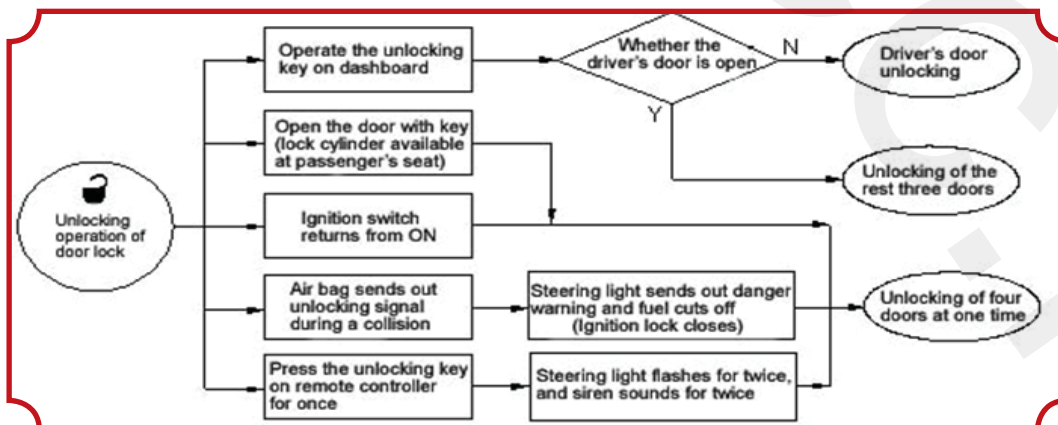 Operate the unlocking
key on dashboard
Whether the
driver's door is open
N
Driver's door
unlocking
Y
Open the door with key
(lock cylinder available
at passenger's seat)
Unlocking of the
rest three doors
Unlocking
operation of
door lock
Ignition switch
returns from ON
Air bag sends out
unlocking signal
during a collision
Steering light sends out danger
warning and fuel cuts off
(Ignition lock closes)
Unlocking of four
doors at one time
Press the unlocking key
on remote controller
for once
Steering light flashes for twice,
and siren sounds for twice